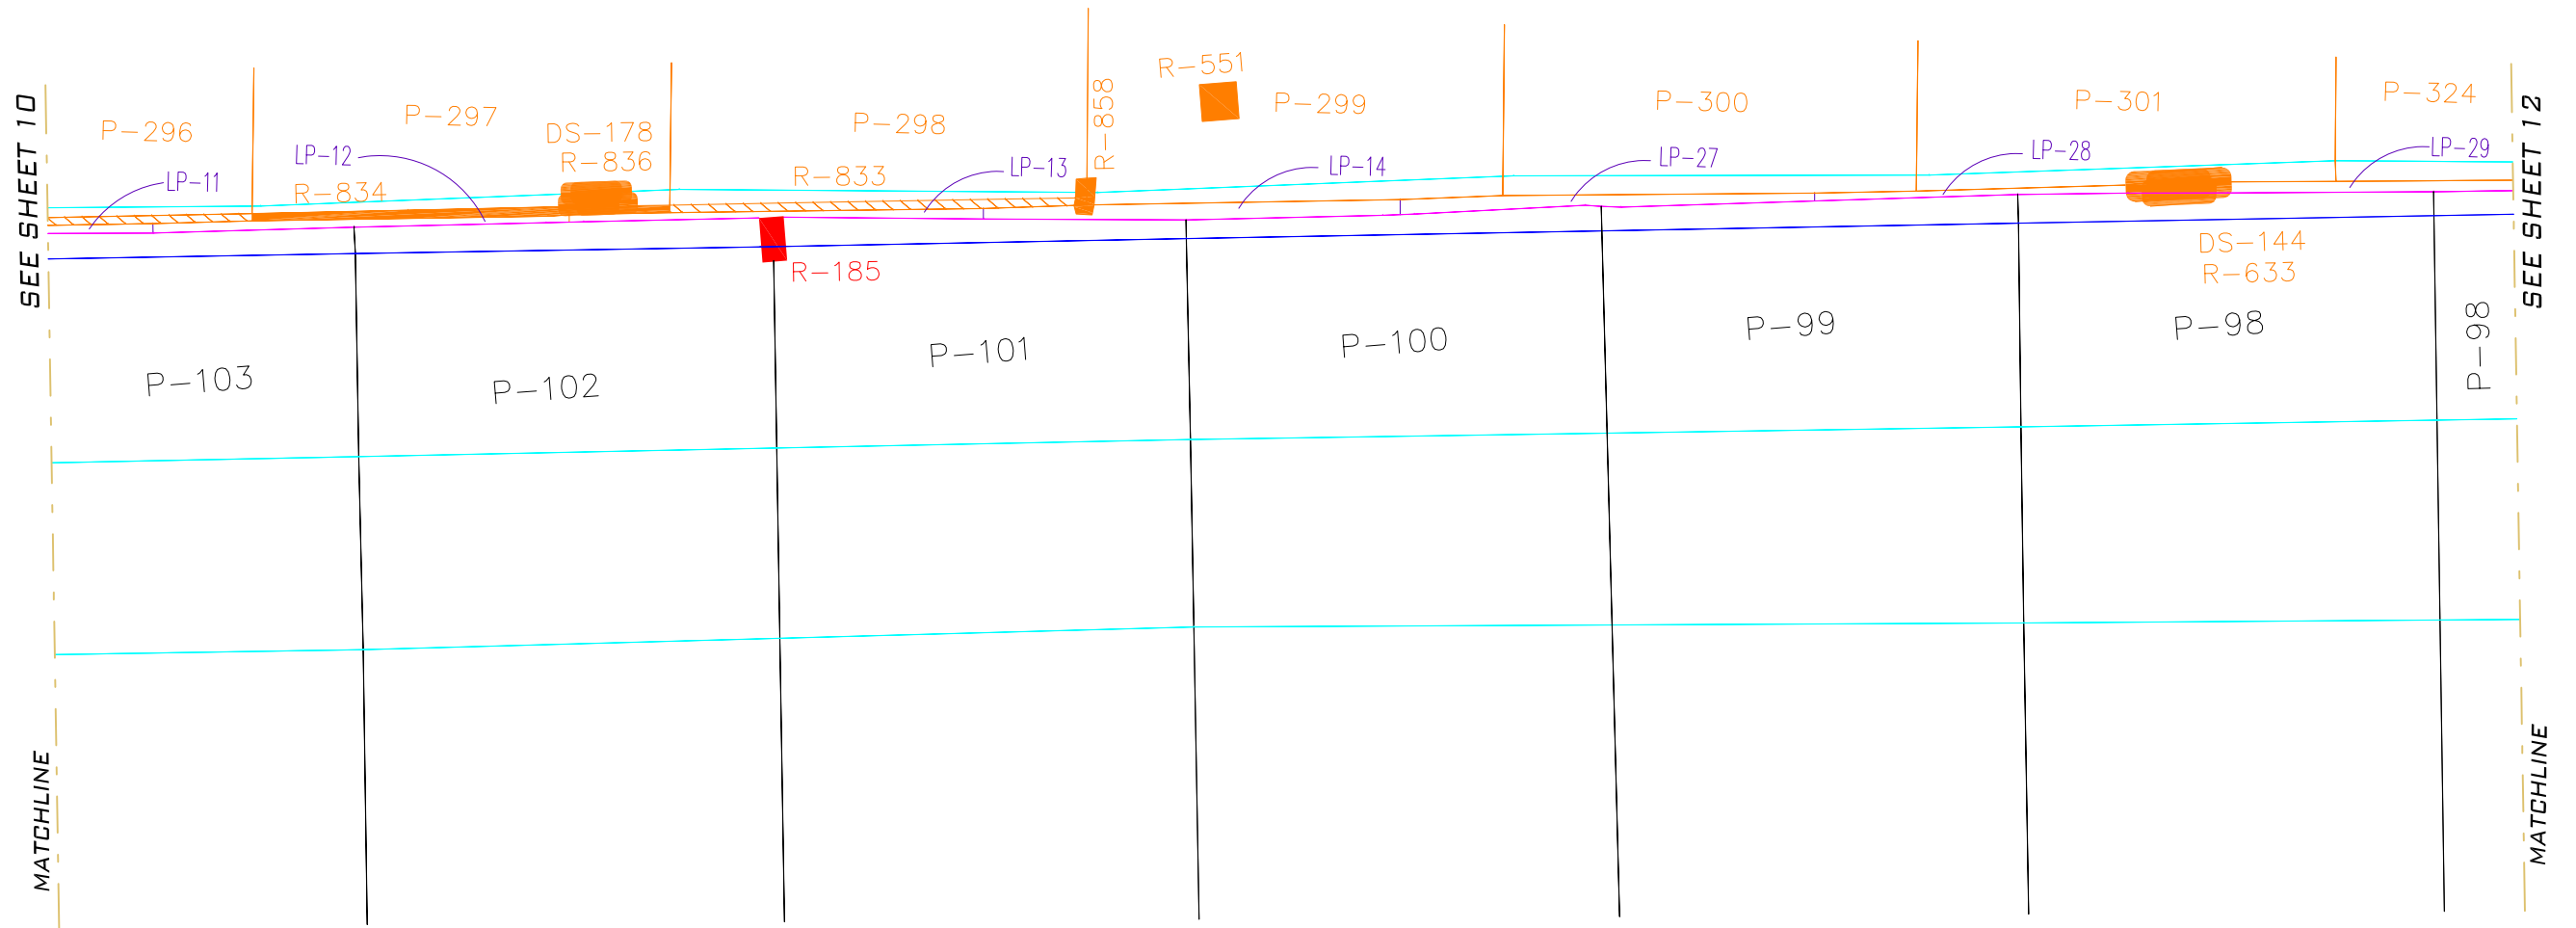 SEE SHEET 10
P-296
P-297
DS-178
R-836
P-298
R-858
R-551
P-299
P-300
P-301
P-324
SEE SHEET 12
LP-11
LP-12
R-834
R-833
LP-13
LP-14
LP-27
LP-28
LP-29
R-185
DS-144
R-633
P-103
P-102
P-101
P-100
P-99
P-98
P-98
MATCHLINE
MATCHLINE